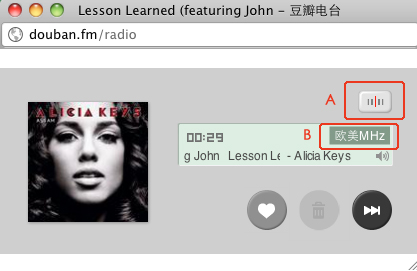 Lesson Learned (featuring John - 豆瓣电台
douban.fm/radio
A
ALICIA KEYS
AS I AM
00:29
B
欧美MHz
g John Lesson Le - Alicia Keys